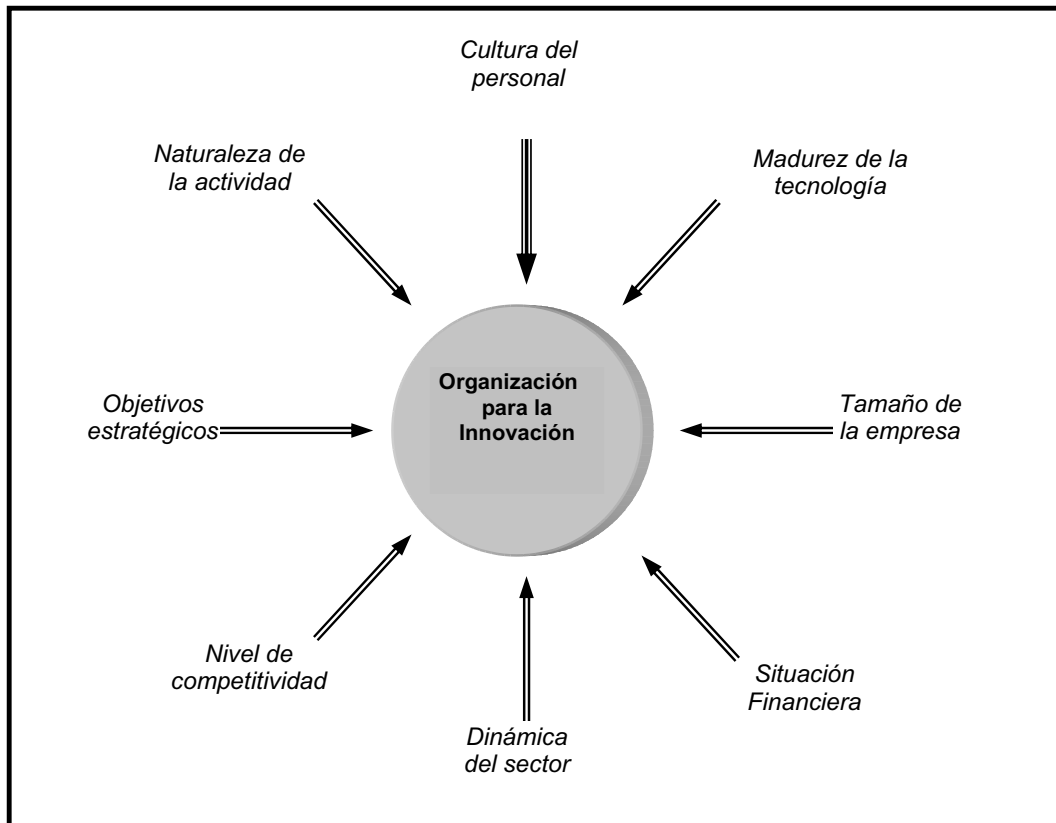 Cultura del
personal
Naturaleza de
la actividad
Madurez de la
tecnología
Organización
para la
Innovación
Objetivos
estratégicos
Tamaño de
la empresa
Nivel de
competitividad
Situación
Financiera
Dinámica
del sector